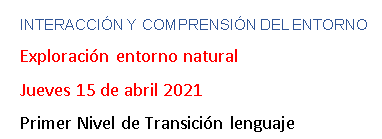 INTERACCIÓN Y COMPRENSIÓN DEL ENTORNO
Exploración entorno natural
Jueves 15 de abril 2021
Primer Nivel de Transición lenguaje